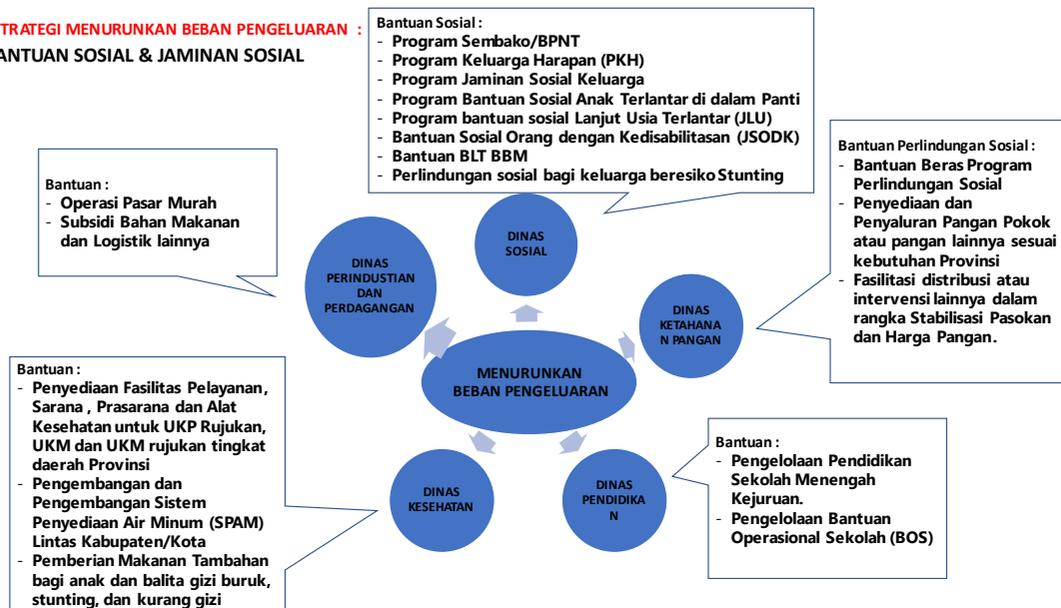 TRATEGI MENURUNKAN BEBAN PENGELUARAN :
ANTUAN SOSIAL & JAMINAN SOSIAL
Bantuan Sosial :
- Program Sembako/BPNT
- Program Keluarga Harapan (PKH)
- Program Jaminan Sosial Keluarga
- Program Bantuan Sosial Anak Terlantar di dalam Panti
- Program bantuan sosial Lanjut Usia Terlantar (JLU)
- Bantuan Sosial Orang dengan Kedisabilitasan (JSODK)
- Bantuan BLT BBM
- Perlindungan sosial bagi keluarga beresiko Stunting
Bantuan :
- Operasi Pasar Murah
- Subsidi Bahan Makanan
dan Logistik lainnya
Bantuan Perlindungan Sosial :
- Bantuan Beras Program
Perlindungan Sosial
- Penyediaan dan
Penyaluran Pangan Pokok
atau pangan lainnya sesuai
kebutuhan Provinsi
- Fasilitasi distribusi atau
intervensi lainnya dalam
rangka Stabilisasi Pasokan
dan Harga Pangan.
DINAS
SOSIAL
DINAS
PERINDUSTIAN
DAN
PERDAGANGAN
DINAS
KETAHANA
N PANGAN
MENURUNKAN
BEBAN PENGELUARAN
DINAS
KESEHATAN
DINAS
PENDIDIKA
N
Bantuan :
- Penyediaan Fasilitas Pelayanan,
Sarana , Prasarana dan Alat
Kesehatan untuk UKP Rujukan,
UKM dan UKM rujukan tingkat
daerah Provinsi
- Pengembangan dan
Pengembangan Sistem
Penyediaan Air Minum (SPAM)
Lintas Kabupaten/Kota
- Pemberian Makanan Tambahan
bagi anak dan balita gizi buruk,
stunting, dan kurang gizi
Bantuan :
- Pengelolaan Pendidikan
Sekolah Menengah
Kejuruan.
- Pengelolaan Bantuan
Operasional Sekolah (BOS)